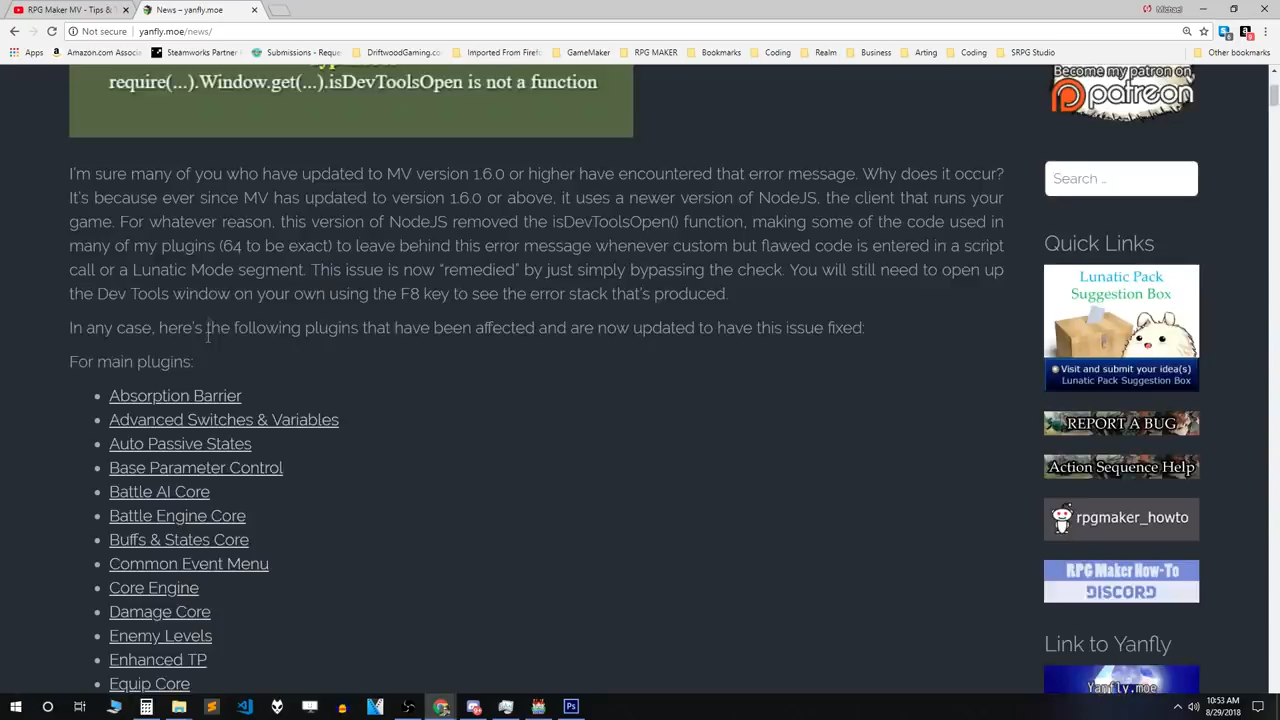 RPG Maker MV - Tips & T
News – yanfly.moe
Michael
Not secure
yanfly.moe/news/
Apps
Amazon.com Associ
Steamworks Partner
Submissions - Reque
DriftwoodGaming.co
Imported From Firefo
GameMaker
RPG MAKER
Bookmarks
Coding
Realm
Business
Arting
Coding
SRPG Studio
Other bookmarks
require(...).Window.get(...).isDevToolsOpen is not a function
Become my patron on
patreon
I'm sure many of you who have updated to MV version 1.6.0 or higher have encountered that error message. Why does it occur?
It's because ever since MV has updated to version 1.6.0 or above, it uses a newer version of NodeJS, the client that runs your
game. For whatever reason, this version of NodeJS removed the isDevToolsOpen() function, making some of the code used in
many of my plugins (64 to be exact) to leave behind this error message whenever custom but flawed code is entered in a script
call or a Lunatic Mode segment. This issue is now “remedied” by just simply bypassing the check. You will still need to open up
the Dev Tools window on your own using the F8 key to see the error stack that's produced.
In any case, here's the following plugins that have been affected and are now updated to have this issue fixed:
For main plugins:
Absorption Barrier
Advanced Switches & Variables
Auto Passive States
Base Parameter Control
Battle AI Core
Battle Engine Core
Buffs & States Core
Common Event Menu
Core Engine
Damage Core
Enemy Levels
Enhanced TP
Equip Core
Search …
Quick Links
Lunatic Pack
Suggestion Box
Visit and submit your idea(s)
Lunatic Pack Suggestion Box
REPORT A BUG
Action Sequence Help
rpgmaker_howto
RPG Maker How-To
DISCORD
Link to Yanfly
Yanfly.moe
10:53 AM
8/29/2018